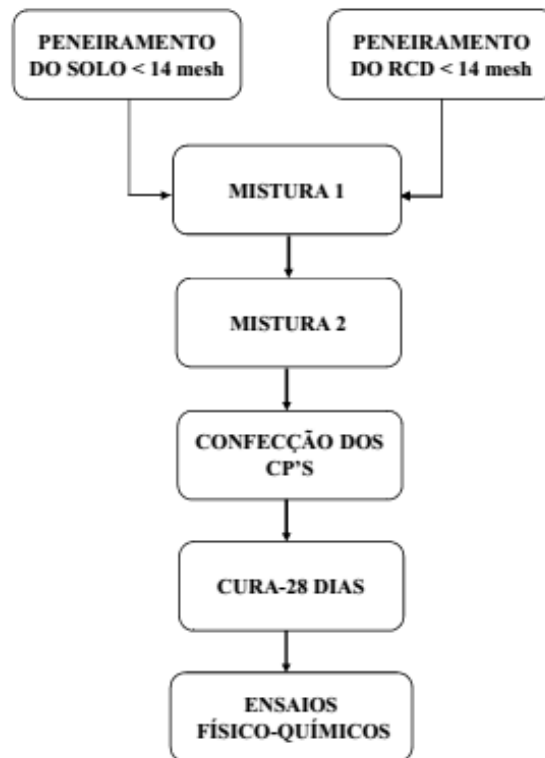 PENEIRAMENTO
DO SOLO < 14 mesh
PENEIRAMENTO
DO RCD < 14 mesh
MISTURA 1
MISTURA 2
CONFECÇÃO DOS
CP'S
CURA-28 DIAS
ENSAIOS
FÍSICO-QUÍMICOS